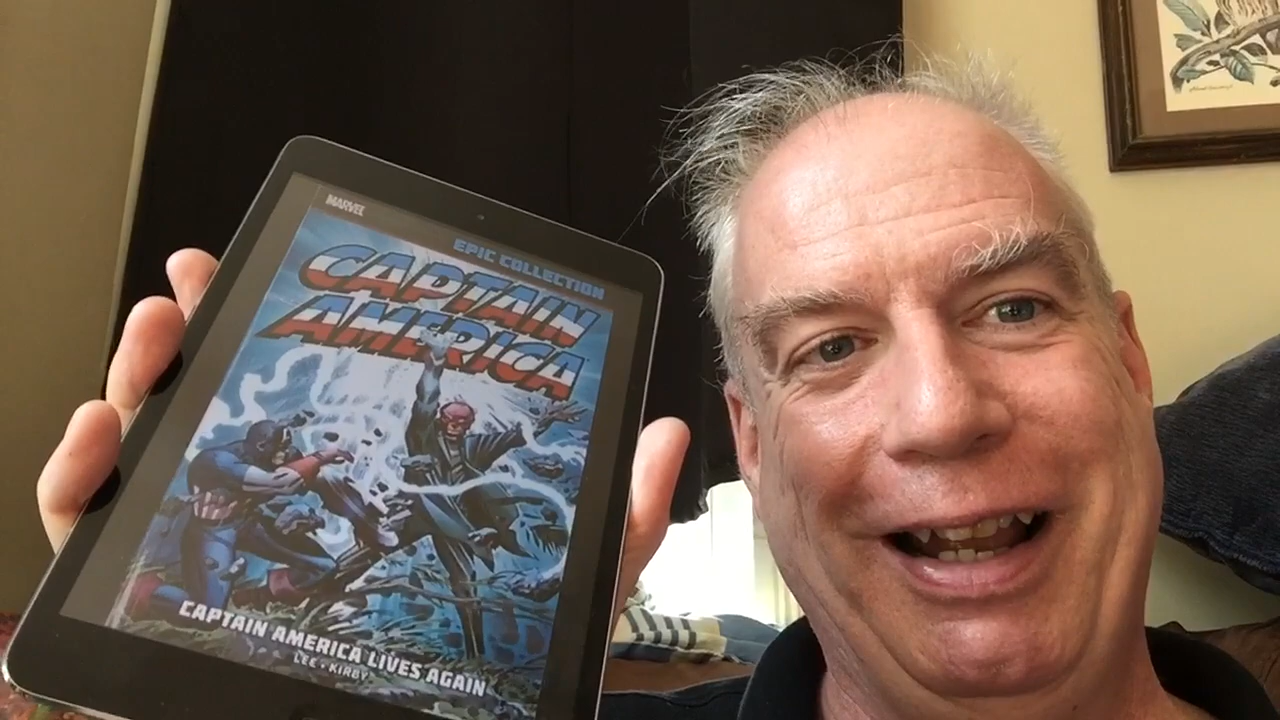 MARVEL
EPIC COLLECTION
CAPTAIN
AMERICA
CAPTAIN AMERICA LIVES AGAIN
LEE • KIRBY